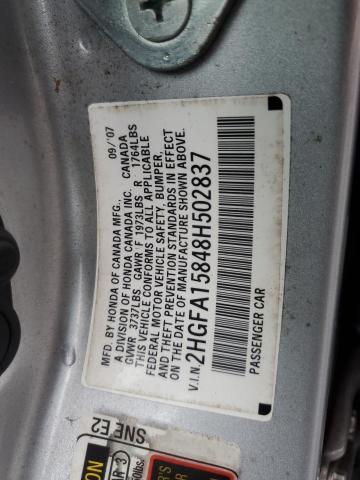 MFD. BY HONDA OF CANADA MFG.,
A DIVISION OF HONDA CANADA INC. CANADA 09/07
GVWR 3737LBS GAWR F 1973LBS R 1764LBS
THIS VEHICLE CONFORMS TO ALL APPLICABLE
FEDERAL MOTOR VEHICLE SAFETY, BUMPER,
AND THEFT PREVENTION STANDARDS IN EFFECT
ON THE DATE OF MANUFACTURE SHOWN ABOVE.
V.I.N. 2HGFA15848H502837
PASSENGER CAR
SNE E2